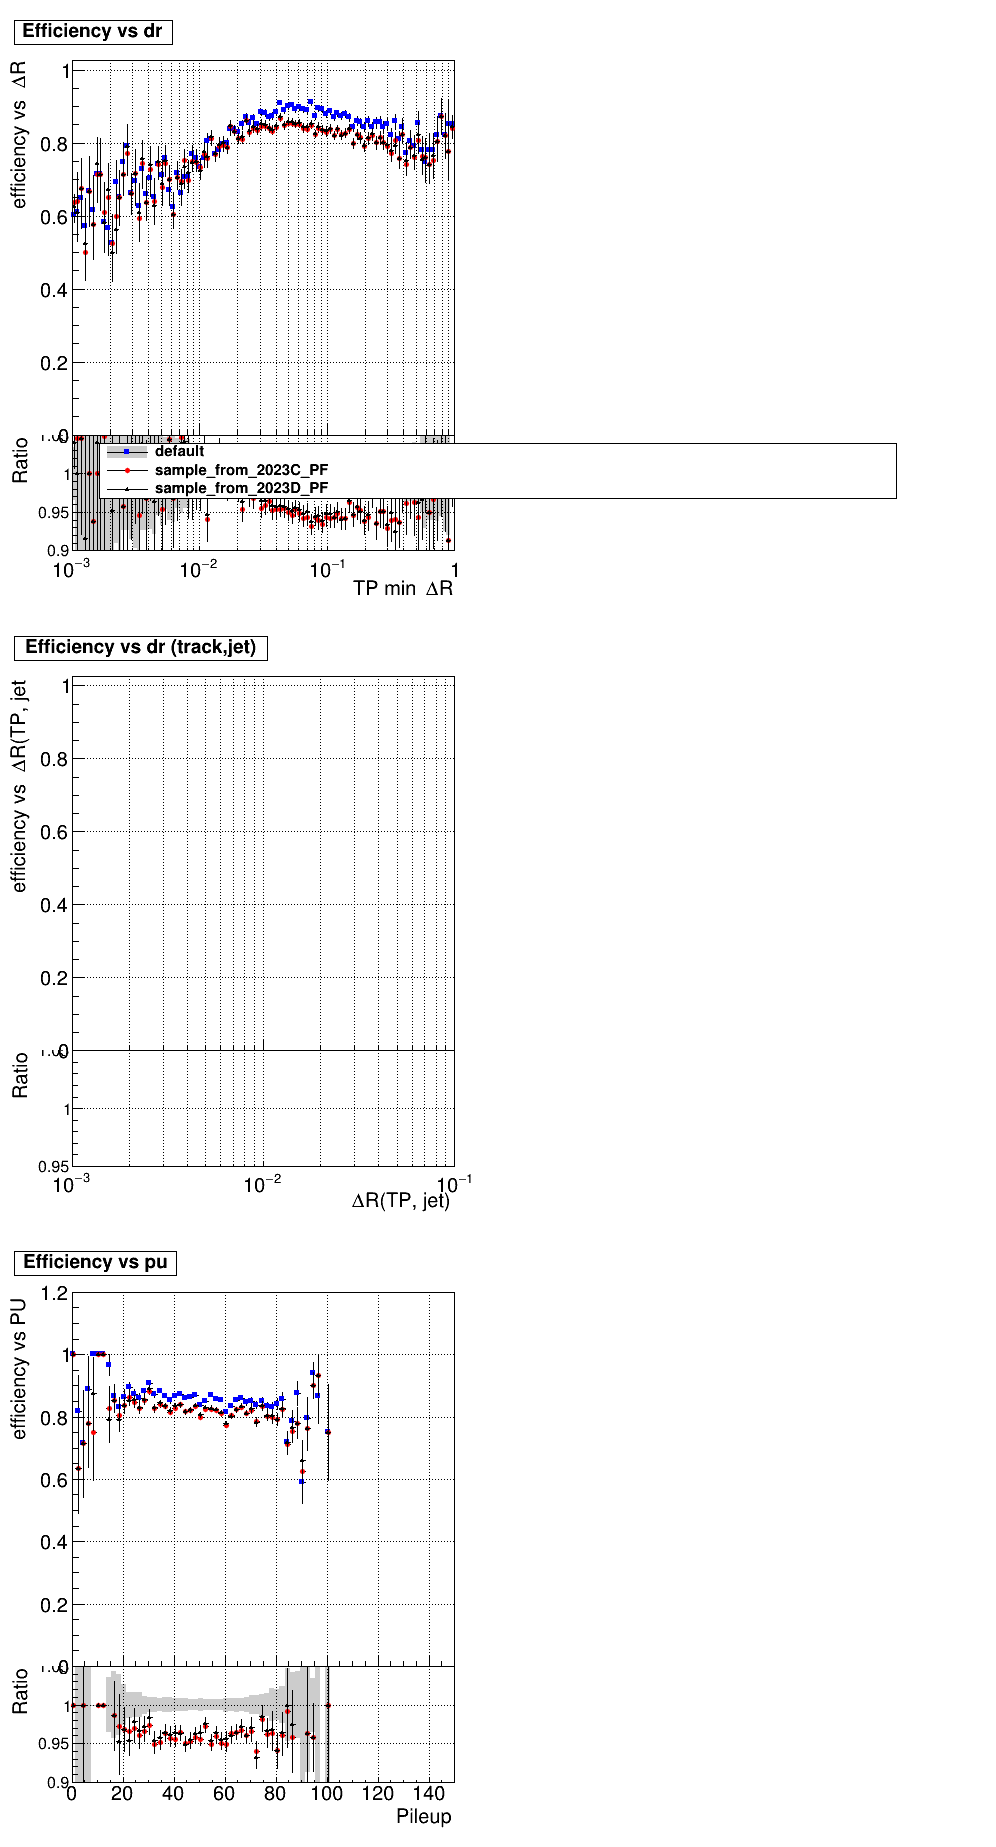 Efficiency vs dr
efficiency vs ΔR
1
0.8
0.6
0.4
0.2
0
Ratio
default
sample_from_2023C_PF
sample_from_2023D_PF
1
0.95
0.9
10⁻³ 10⁻² 10⁻¹ 1
TP min ΔR
Efficiency vs dr (track,jet)
efficiency vs ΔR(TP, jet
1
0.8
0.6
0.4
0.2
0
Ratio
1
0.95
10⁻³ 10⁻² 10⁻¹
ΔR(TP, jet)
Efficiency vs pu
efficiency vs PU
1.2
1
0.8
0.6
0.4
0.2
0
Ratio
1
0.95
0.9
0 20 40 60 80 100 120 140
Pileup